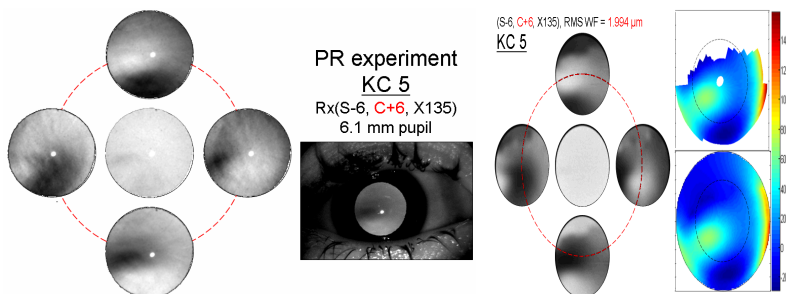 PR experiment
KC 5
Rx(S-6, C+6, X135)
6.1 mm pupil
(S-6, C+6, X135), RMS WF = 1.994 µm
KC 5